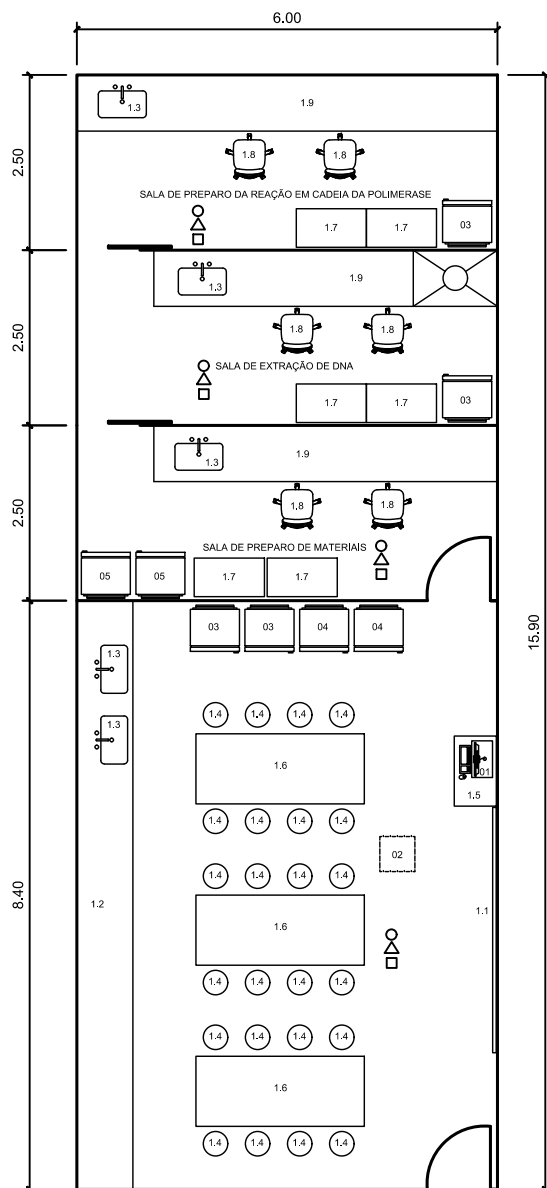 6.00
1.3
1.9
1.8 1.8
2.50
SALA DE PREPARO DA REAÇÃO EM CADEIA DA POLIMERASE
1.7 1.7 03
1.3 1.9
1.8 1.8
2.50
SALA DE EXTRAÇÃO DE DNA
1.7 1.7 03
1.3 1.9
1,8 1.8
2.50
SALA DE PREPARO DE MATERIAIS
05 05 1.7 1.7
03 03 04 04
15.90
1.3
1.3
1.4 1.4 1.4 1.4
1.6
01
1.5
1.4 1.4 1.4 1.4
02
1.4 1.4 1.4 1.4
8.40
1.2
1.6
1.1
1.4 1.4 1.4 1.4
1.4 1.4 1.4 1.4
1.6
1.4 1.4 1.4 1.4